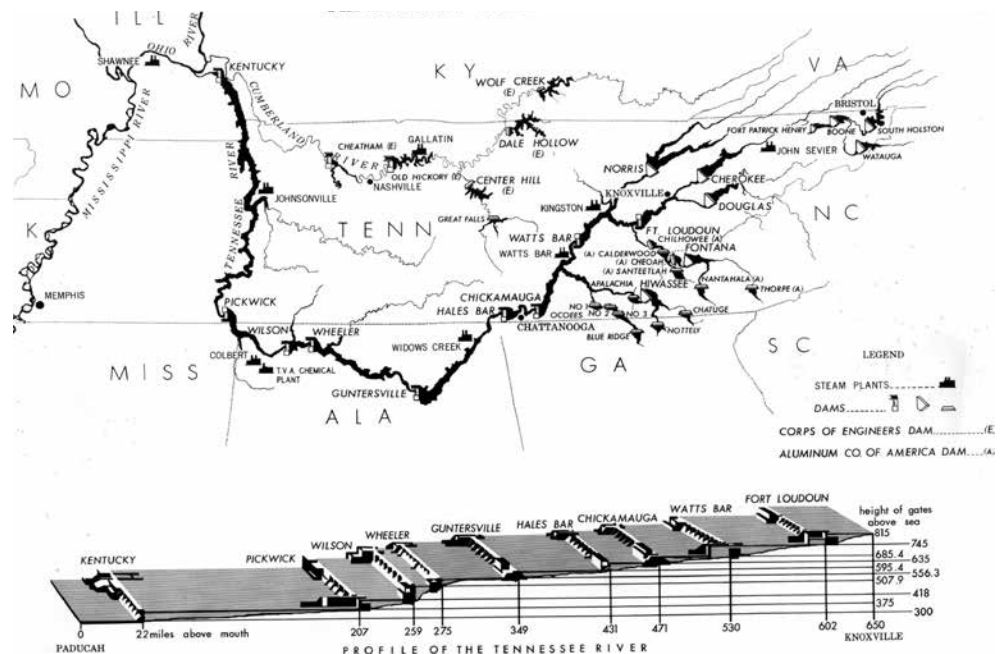 ILL
OHIO
RIVER
SHAWNEE
KENTUCKY
MO
KY
VA
WOLF CREEK
(E)
BRISTOL
CUMBERLAND
RIVER
MISSISSIPPI RIVER
FORT PATRICK HENRY
BOONE
SOUTH HOLSTON
GALLATIN
CHEATHAM (E)
DALE HOLLOW
(E)
JOHN SEVIER
WATAUGA
OLD HICKORY (E)
NASHVILLE
NORRIS
CHEROKEE
CENTER HILL
(E)
KNOXVILLE
JOHNSONVILLE
DOUGLAS
KINGSTON
NC
TENNESSEE RIVER
K
TENN
GREAT FALLS
FT. LOUDOUN
WATTS BAR
CHILHOWEE (A)
WATTS BAR
(A) CALDERWOOD
FONTANA
(A) CHEOAH
(A) SANTEETLAH
NANTAHALA (A)
APALACHIA
HIWASSEE
THORPE (A)
MEMPHIS
PICKWICK
CHICKAMAUGA
HALES BAR
NO 1
OCOEES
NO 2
NO 3
CHATUGE
CHATTANOOGA
WILSON
WHEELER
BLUE RIDGE
NOTTELY
WIDOWS CREEK
COLBERT
SC
MISS
T.V.A. CHEMICAL
PLANT
GA
LEGEND
GUNTERSVILLE
STEAM PLANTS
ALA
DAMS
CORPS OF ENGINEERS DAM (E)
ALUMINUM CO. OF AMERICA DAM (A)
FORT LOUDOUN
WATTS BAR
height of gates
above sea
CHICKAMAUGA
HALES BAR
GUNTERSVILLE
WHEELER
WILSON
PICKWICK
KENTUCKY
815
745
685.4
635
595.4
556.3
507.9
418
375
300
0 22 miles above mouth 207 259 275 349 431 471 530 602 650
PADUCAH KNOXVILLE
PROFILE OF THE TENNESSEE RIVER